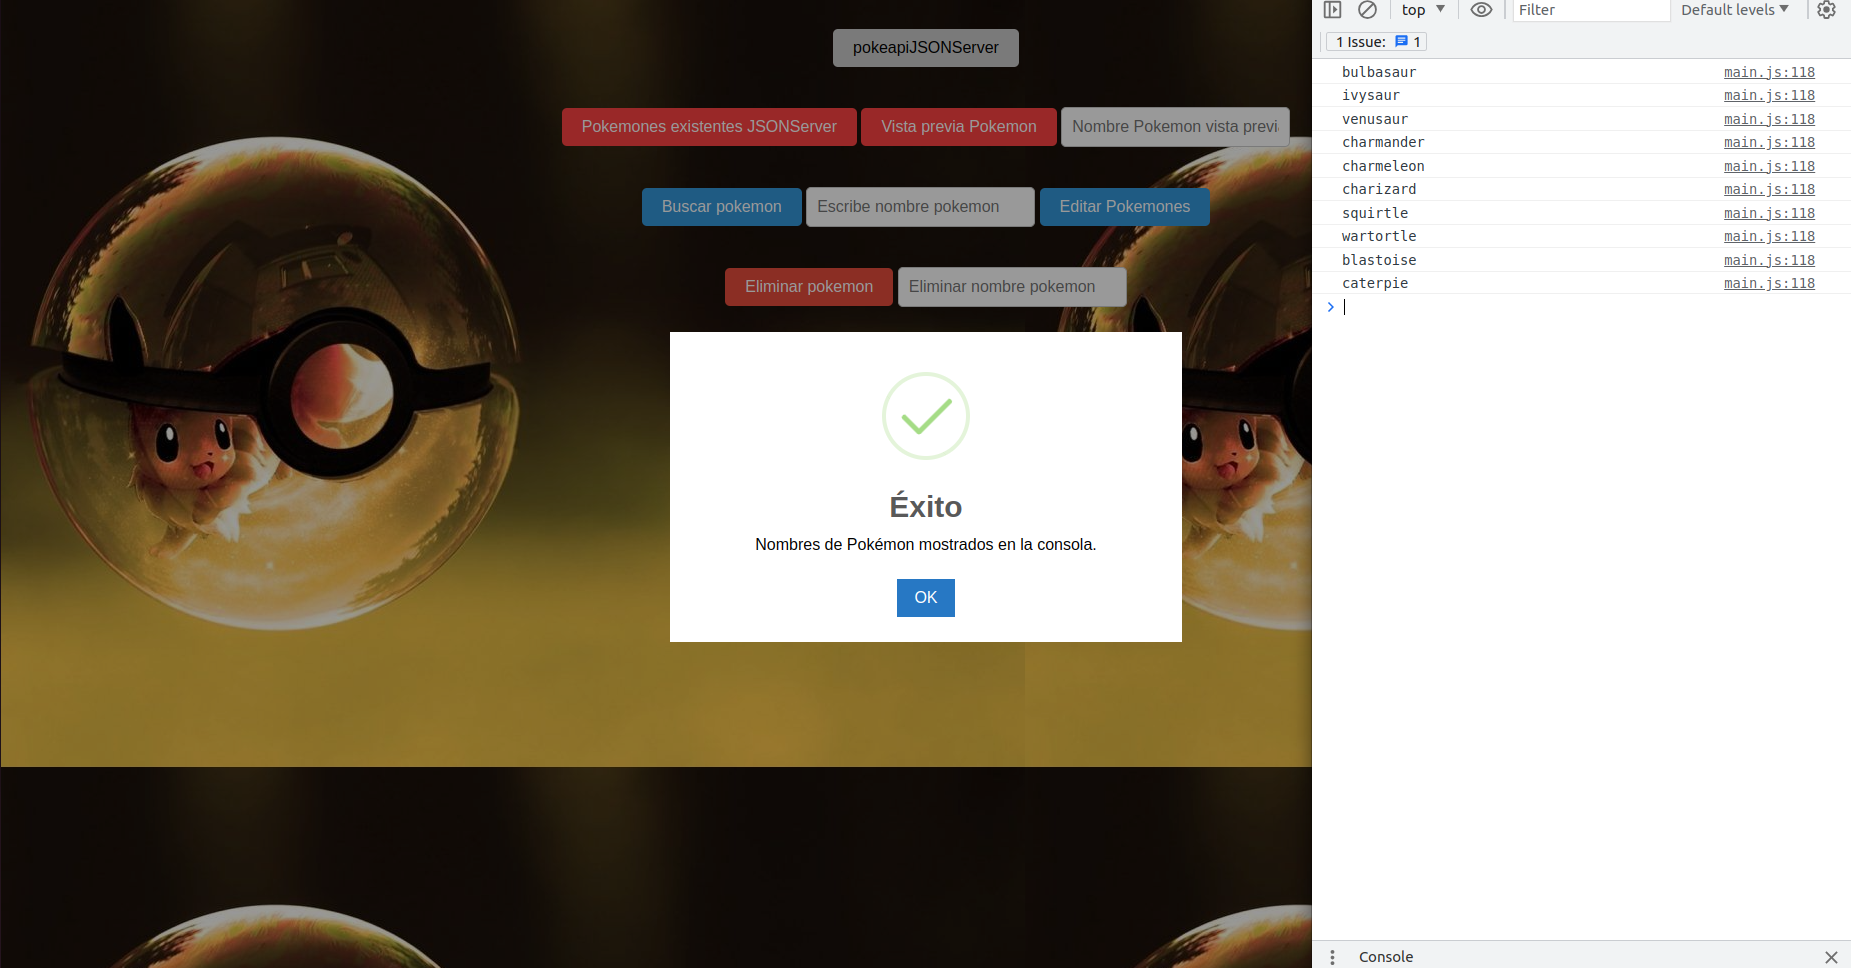 pokeapiJSONServer
Pokemones existentes JSONServer
Vista previa Pokemon
Nombre Pokemon vista previ
Buscar pokemon
Escribe nombre pokemon
Editar Pokemones
Eliminar pokemon
Eliminar nombre pokemon
Éxito
Nombres de Pokémon mostrados en la consola.
OK
top
Filter
Default levels
1 Issue: 1
bulbasaur main.js:118
ivysaur main.js:118
venusaur main.js:118
charmander main.js:118
charmeleon main.js:118
charizard main.js:118
squirtle main.js:118
wartortle main.js:118
blastoise main.js:118
caterpie main.js:118
Console